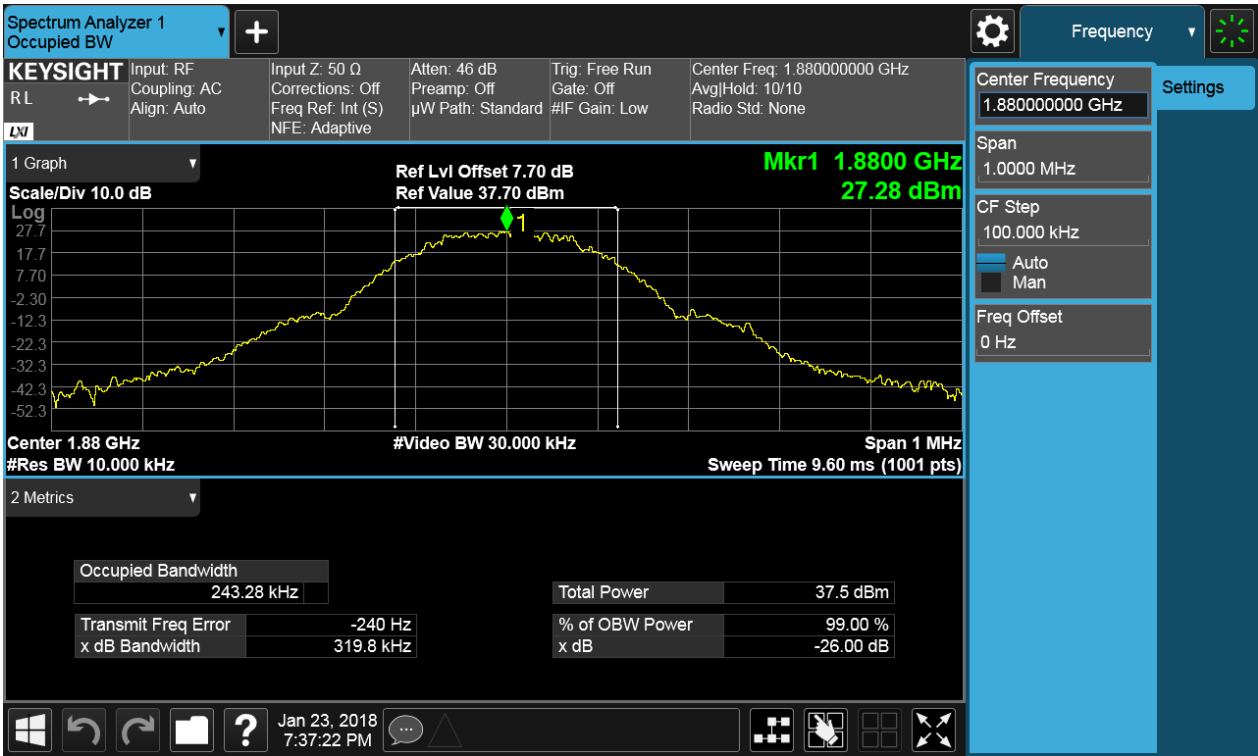 Spectrum Analyzer 1
Occupied BW
+
Frequency
KEYSIGHT
R L
LXI
Input: RF
Coupling: AC
Align: Auto
Input Z: 50 Ω
Corrections: Off
Freq Ref: Int (S)
NFE: Adaptive
Atten: 46 dB
Preamp: Off
µW Path: Standard
Trig: Free Run
Gate: Off
#IF Gain: Low
Center Freq: 1.880000000 GHz
Avg|Hold: 10/10
Radio Std: None
Center Frequency
1.880000000 GHz
Settings
Span
1.0000 MHz
CF Step
100.000 kHz
Auto
Man
Freq Offset
0 Hz
1 Graph
Scale/Div 10.0 dB
Ref Lvl Offset 7.70 dB
Ref Value 37.70 dBm
Mkr1 1.8800 GHz
27.28 dBm
Log
27.7
17.7
7.70
-2.30
-12.3
-22.3
-32.3
-42.3
-52.3
1
Center 1.88 GHz
#Video BW 30.000 kHz
Span 1 MHz
#Res BW 10.000 kHz
Sweep Time 9.60 ms (1001 pts)
2 Metrics
Occupied Bandwidth
243.28 kHz
Total Power 37.5 dBm
Transmit Freq Error -240 Hz
% of OBW Power 99.00 %
x dB Bandwidth 319.8 kHz
x dB -26.00 dB
?
Jan 23, 2018
7:37:22 PM